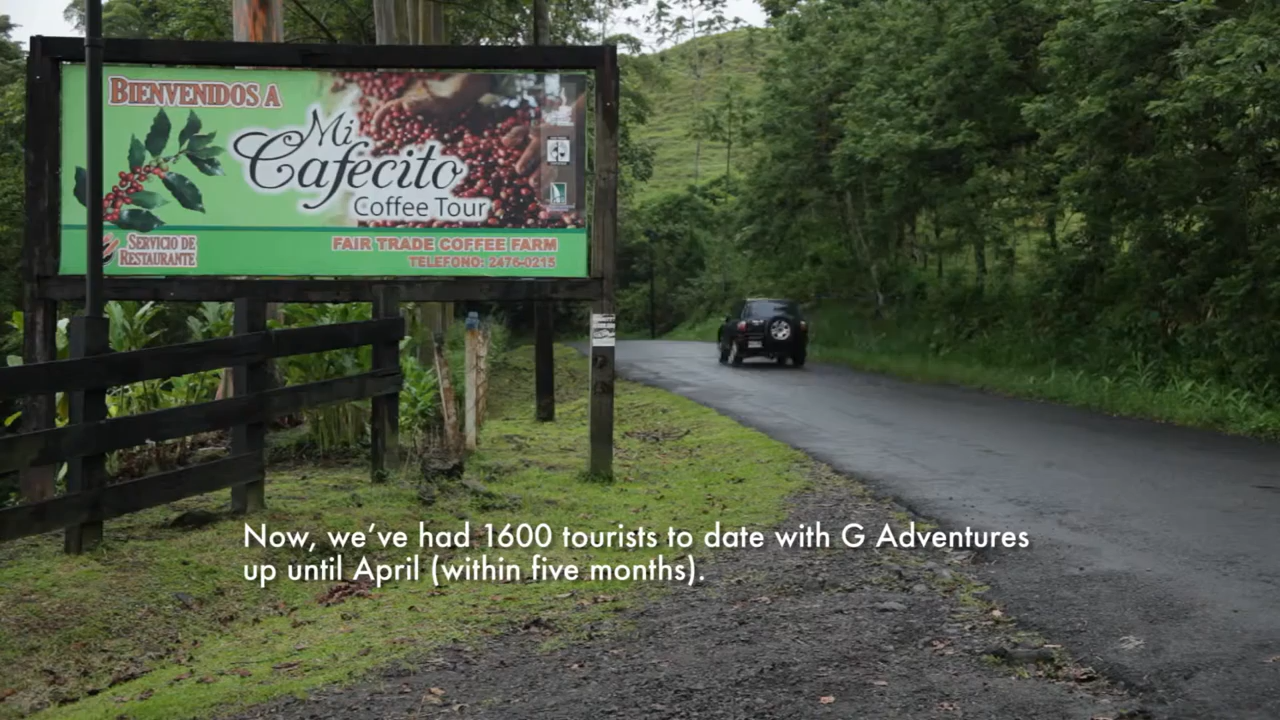 BIENVENIDOS A
Mi
Cafecito
Coffee Tour
SERVICIO DE
RESTAURANTE
FAIR TRADE COFFEE FARM
TELEFONO: 2476-0215
Now, we've had 1600 tourists to date with G Adventures
up until April (within five months).